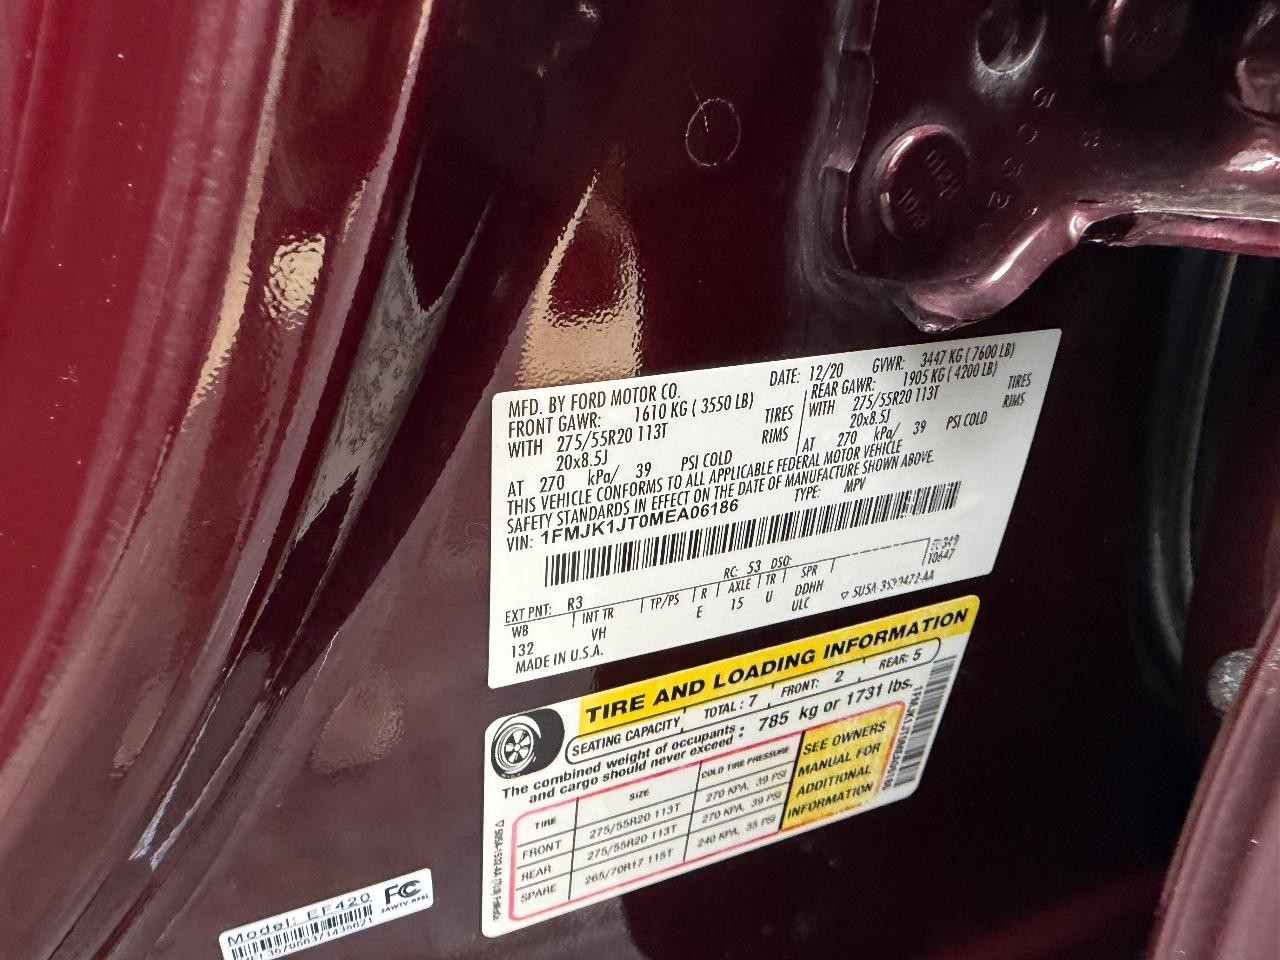 MFD. BY FORD MOTOR CO.
DATE: 12/20 GVWR: 3447 KG ( 7600 LB)
FRONT GAWR: 1610 KG ( 3550 LB)
REAR GAWR: 1905 KG ( 4200 LB)
WITH 275/55R20 113T TIRES
WITH 275/55R20 113T TIRES
20x8.5J RIMS
20x8.5J RIMS
AT 270 kPa/ 39 PSI COLD
AT 270 kPa/ 39 PSI COLD
THIS VEHICLE CONFORMS TO ALL APPLICABLE FEDERAL MOTOR VEHICLE
SAFETY STANDARDS IN EFFECT ON THE DATE OF MANUFACTURE SHOWN ABOVE.
VIN: 1FMJK1JT0MEA06186
TYPE: MPV
EXT PNT: R3 RC: 53 DSO:
WB INT TR TP/PS R AXLE TR SPR
132 VH E 15 U DDHH
ULC
10647
MADE IN U.S.A.
TIRE AND LOADING INFORMATION
SEATING CAPACITY TOTAL : 7 FRONT: 2 REAR: 5
The combined weight of occupants
and cargo should never exceed : 785 kg or 1731 lbs.
TIRE SIZE COLD TIRE PRESSURE
FRONT 275/55R20 113T 270 KPA, 39 PSI
REAR 275/55R20 113T 270 KPA, 39 PSI
SPARE 265/70R17 115T 240 KPA, 35 PSI
SEE OWNERS
MANUAL FOR
ADDITIONAL
INFORMATION
Model: EF420 FC